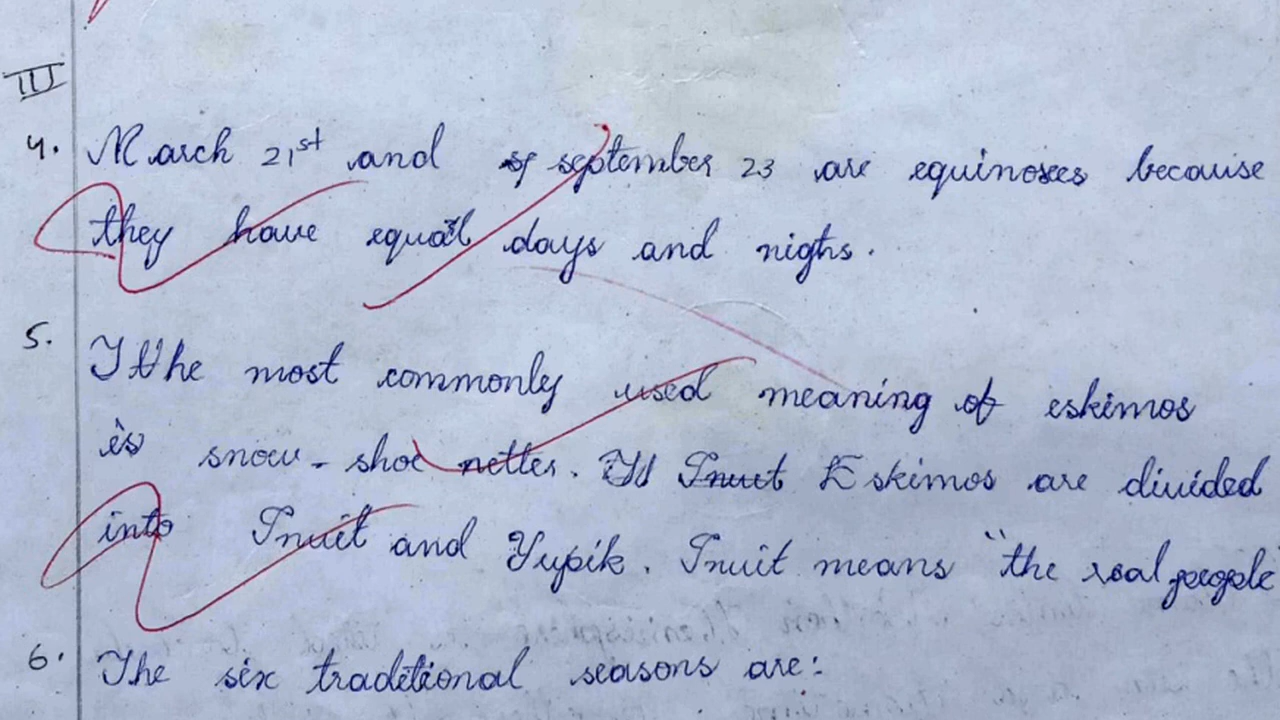 III
4. March 21st and september 23 are equinoxes because
they have equal days and nighs.
5. The most commonly used meaning of eskimos
is snow-shoe netter. Inuit Eskimos are divided
into Inuit and Yupik. Inuit means "the real people
6. The six traditional seasons are: